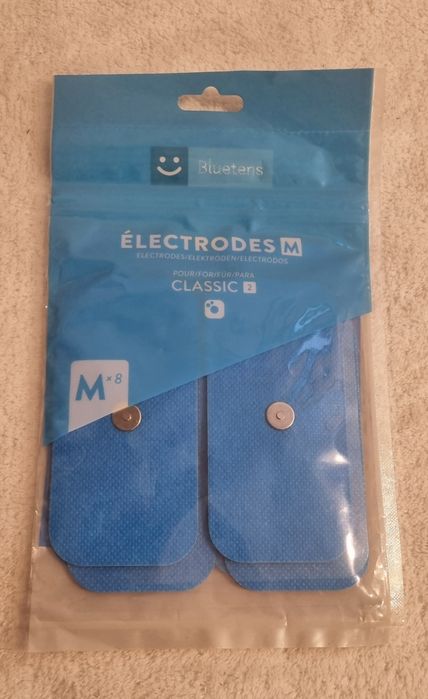 Bluetens
ÉLECTRODES M
ELECTRODES/ELEKTRODEN/ELECTRODOS
POUR/FOR/FÜR/PARA
CLASSIC 2
M x 8